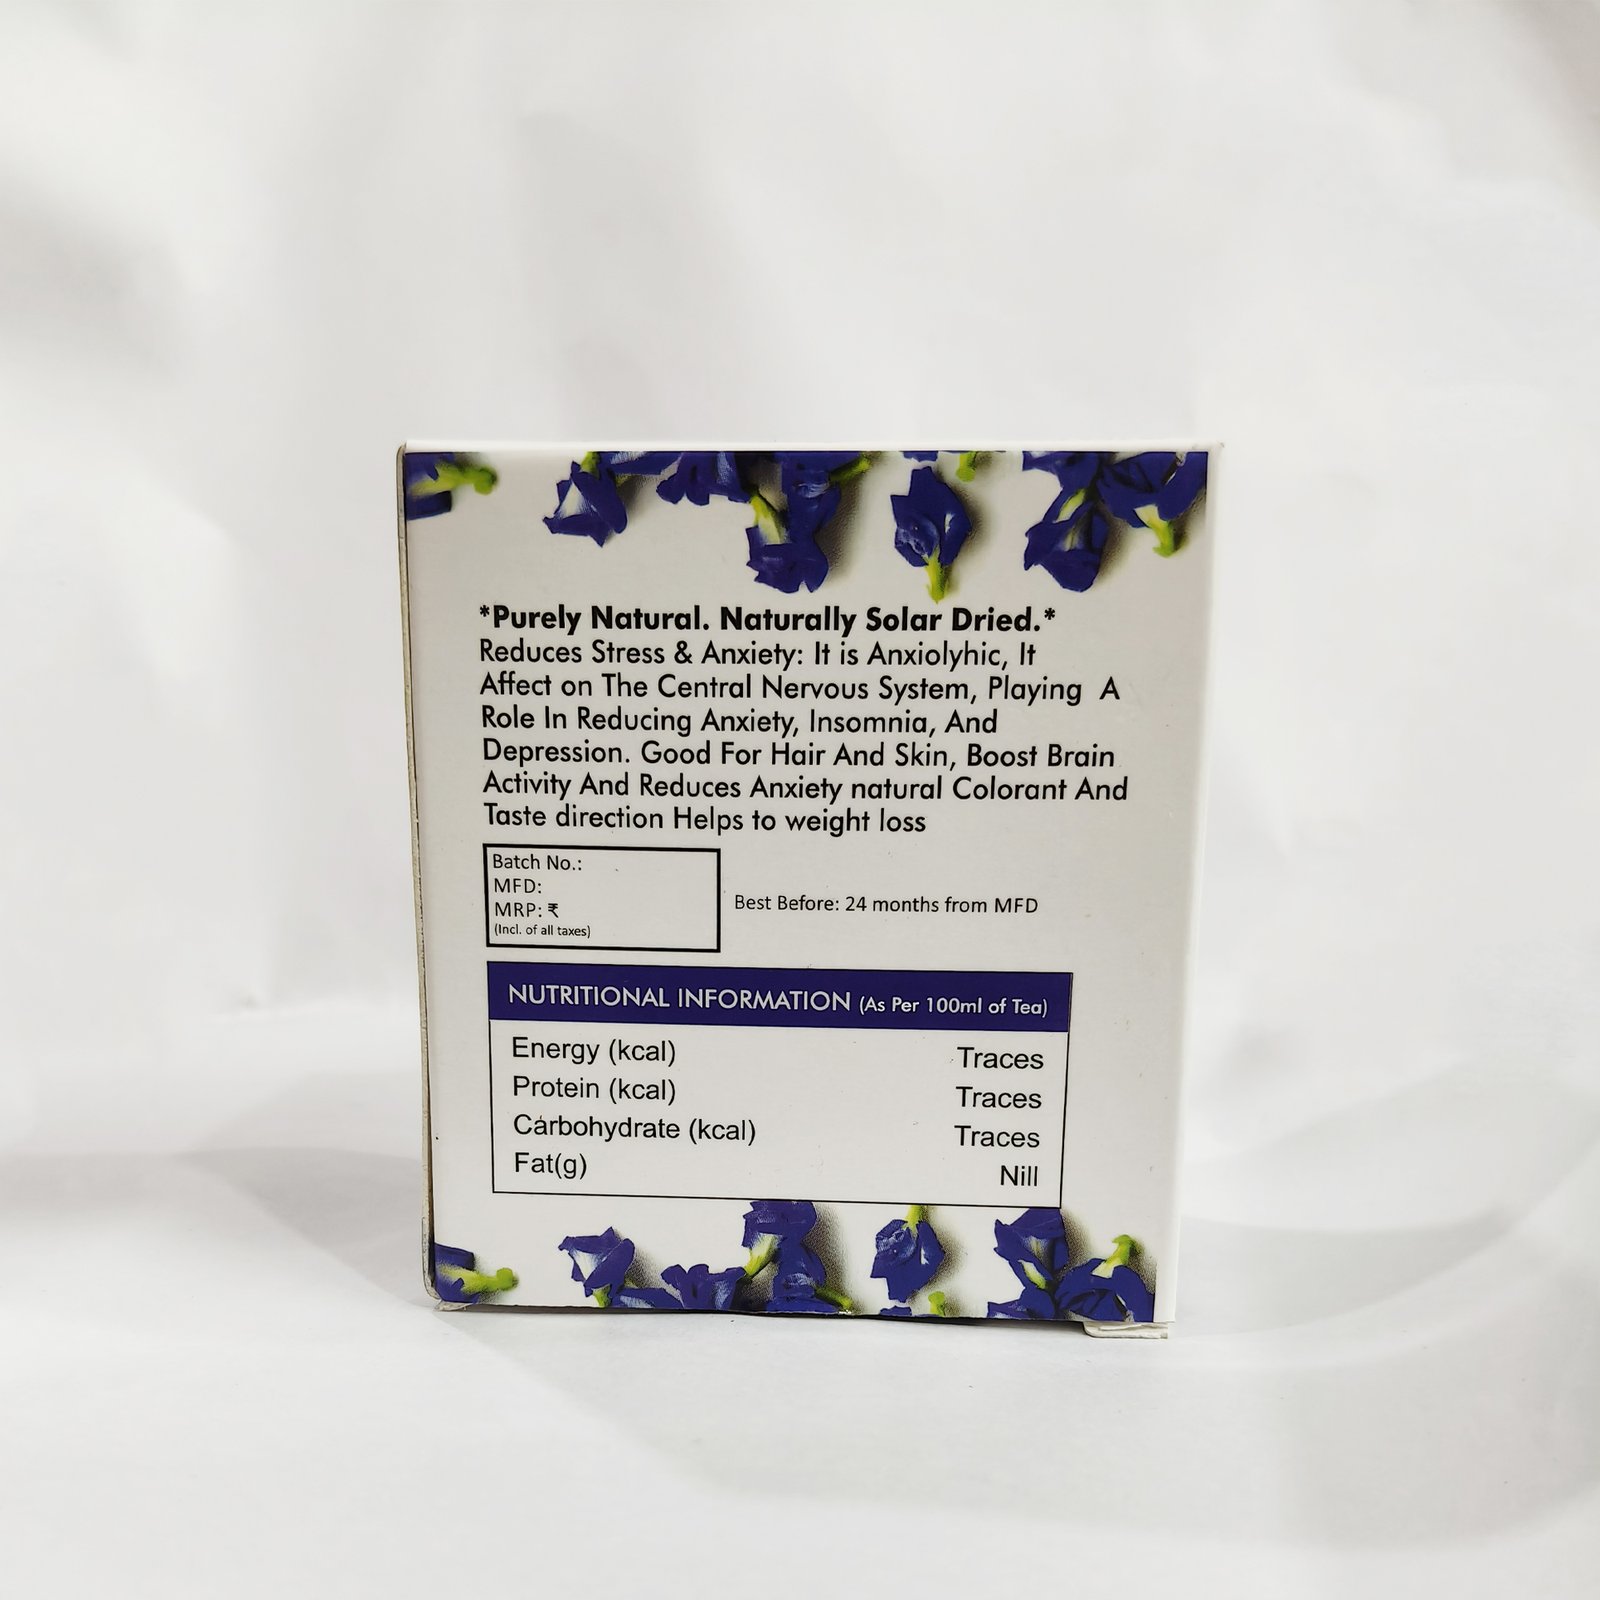 *Purely Natural. Naturally Solar Dried.*
Reduces Stress & Anxiety: It is Anxiolyhic, It
Affect on The Central Nervous System, Playing A
Role In Reducing Anxiety, Insomnia, And
Depression. Good For Hair And Skin, Boost Brain
Activity And Reduces Anxiety natural Colorant And
Taste direction Helps to weight loss
Batch No.:
MFD:
MRP: ₹
(Incl. of all taxes)
Best Before: 24 months from MFD
NUTRITIONAL INFORMATION (As Per 100ml of Tea)
Energy (kcal) Traces
Protein (kcal) Traces
Carbohydrate (kcal) Traces
Fat(g) Nill